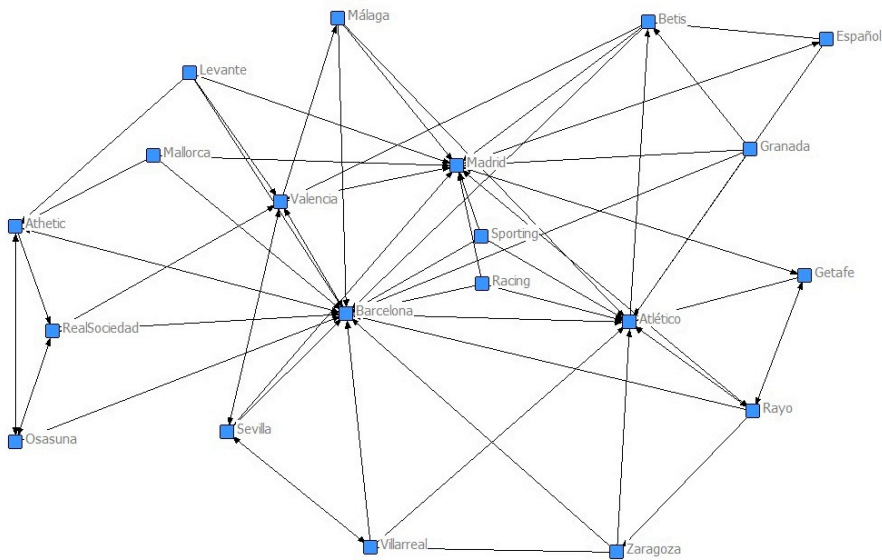 Málaga
Betis
Español
Levante
Granada
Mallorca
Madrid
Valencia
Athetic
Sporting
Getafe
Racing
Barcelona
Atlético
RealSociedad
Rayo
Sevilla
Osasuna
Villarreal
Zaragoza